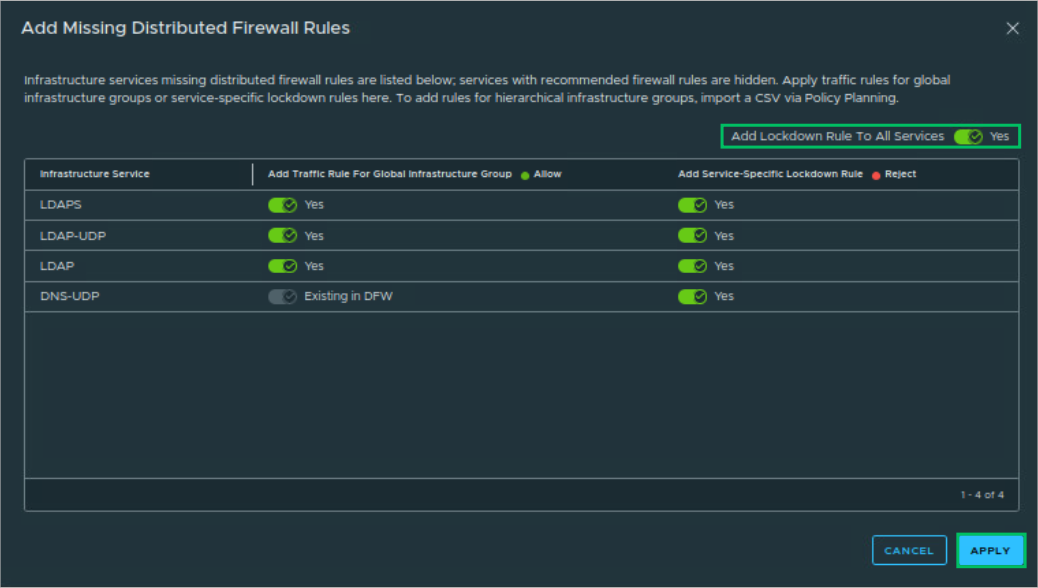 Add Missing Distributed Firewall Rules
Infrastructure services missing distributed firewall rules are listed below; services with recommended firewall rules are hidden. Apply traffic rules for global
infrastructure groups or service-specific lockdown rules here. To add rules for hierarchical infrastructure groups, import a CSV via Policy Planning.
Add Lockdown Rule To All Services Yes
Infrastructure Service Add Traffic Rule For Global Infrastructure Group Allow Add Service-Specific Lockdown Rule Reject
LDAPS Yes Yes
LDAP-UDP Yes Yes
LDAP Yes Yes
DNS-UDP Existing in DFW Yes
1 - 4 of 4
CANCEL APPLY